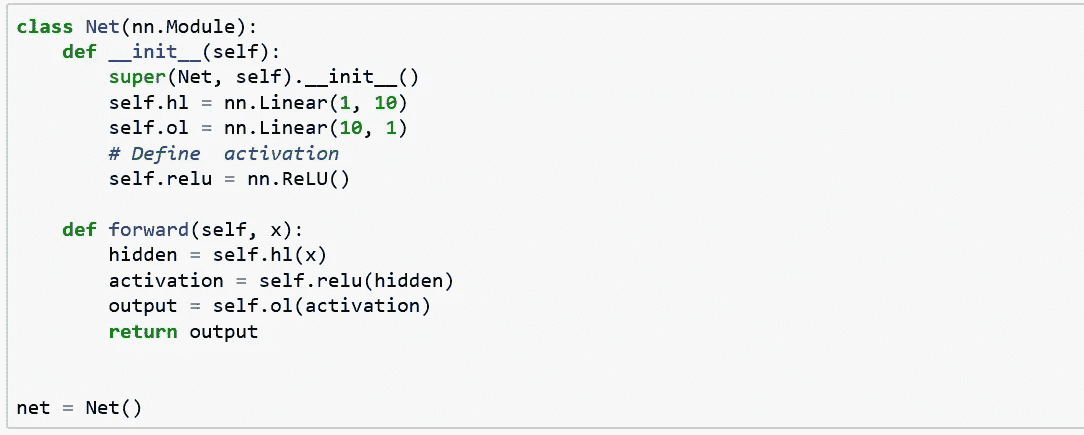 class Net(nn.Module):
    def __init__(self):
        super(Net, self).__init__()
        self.hl = nn.Linear(1, 10)
        self.ol = nn.Linear(10, 1)
        # Define  activation
        self.relu = nn.ReLU()
    def forward(self, x):
        hidden = self.hl(x)
        activation = self.relu(hidden)
        output = self.ol(activation)
        return output
net = Net()